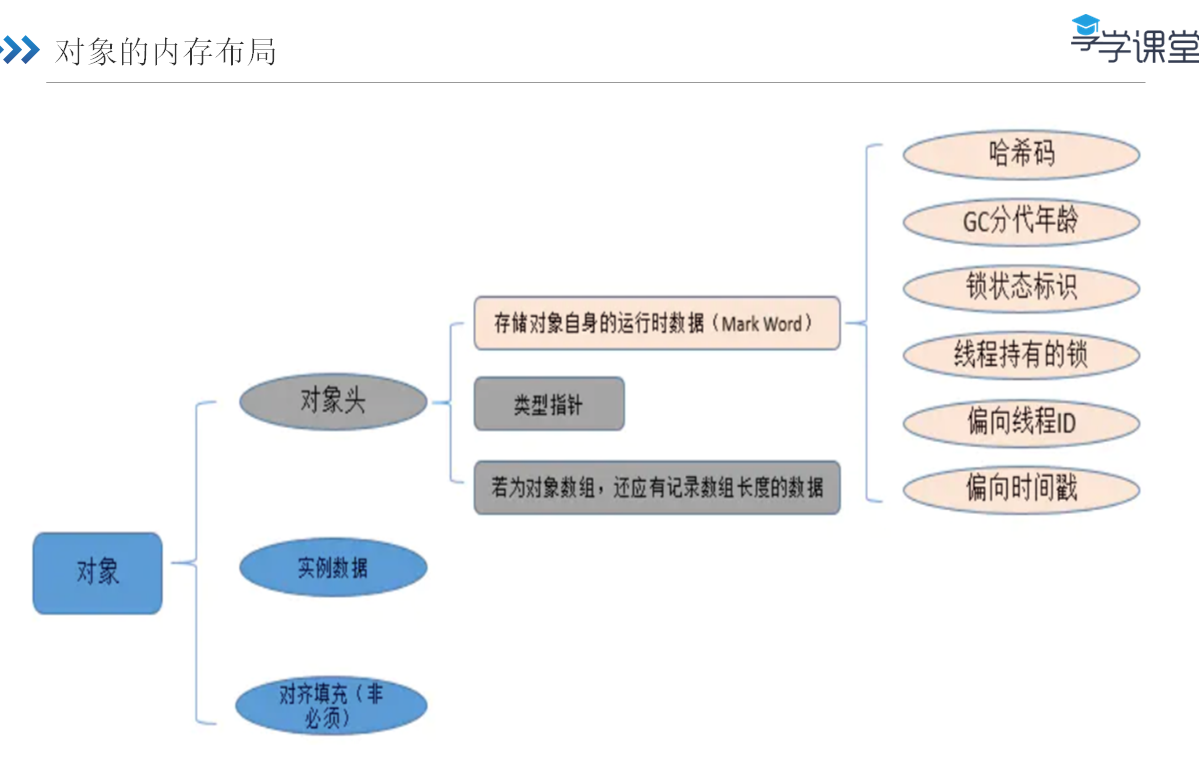 对象的内存布局
享学课堂
哈希码
GC分代年龄
锁状态标识
存储对象自身的运行时数据（Mark Word）
线程持有的锁
对象头
类型指针
偏向线程ID
若为对象数组，还应有记录数组长度的数据
偏向时间戳
对象
实例数据
对齐填充（非
必须）